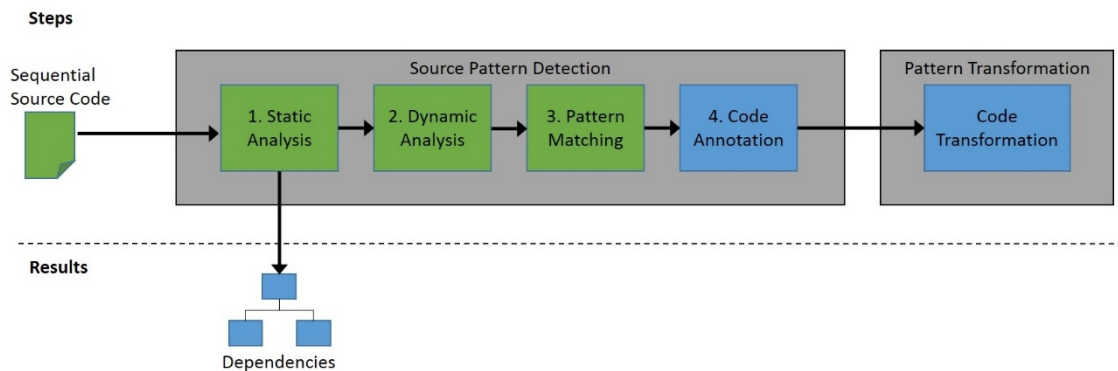 Steps
Sequential
Source Code
Source Pattern Detection
1. Static
Analysis
2. Dynamic
Analysis
3. Pattern
Matching
4. Code
Annotation
Pattern Transformation
Code
Transformation
Results
Dependencies